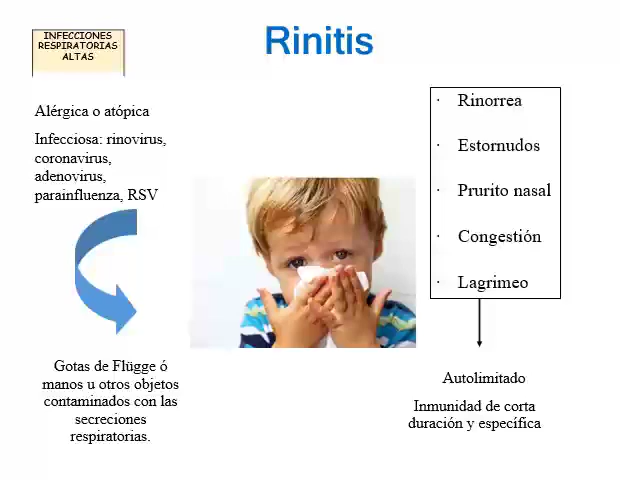 INFECCIONES
RESPIRATORIAS
ALTAS
Rinitis
Alérgica o atópica
Infecciosa: rinovirus,
coronavirus,
adenovirus,
parainfluenza, RSV
Gotas de Flügge ó
manos u otros objetos
contaminados con las
secreciones
respiratorias.
· Rinorrea
· Estornudos
· Prurito nasal
· Congestión
· Lagrimeo
Autolimitado
Inmunidad de corta
duración y específica